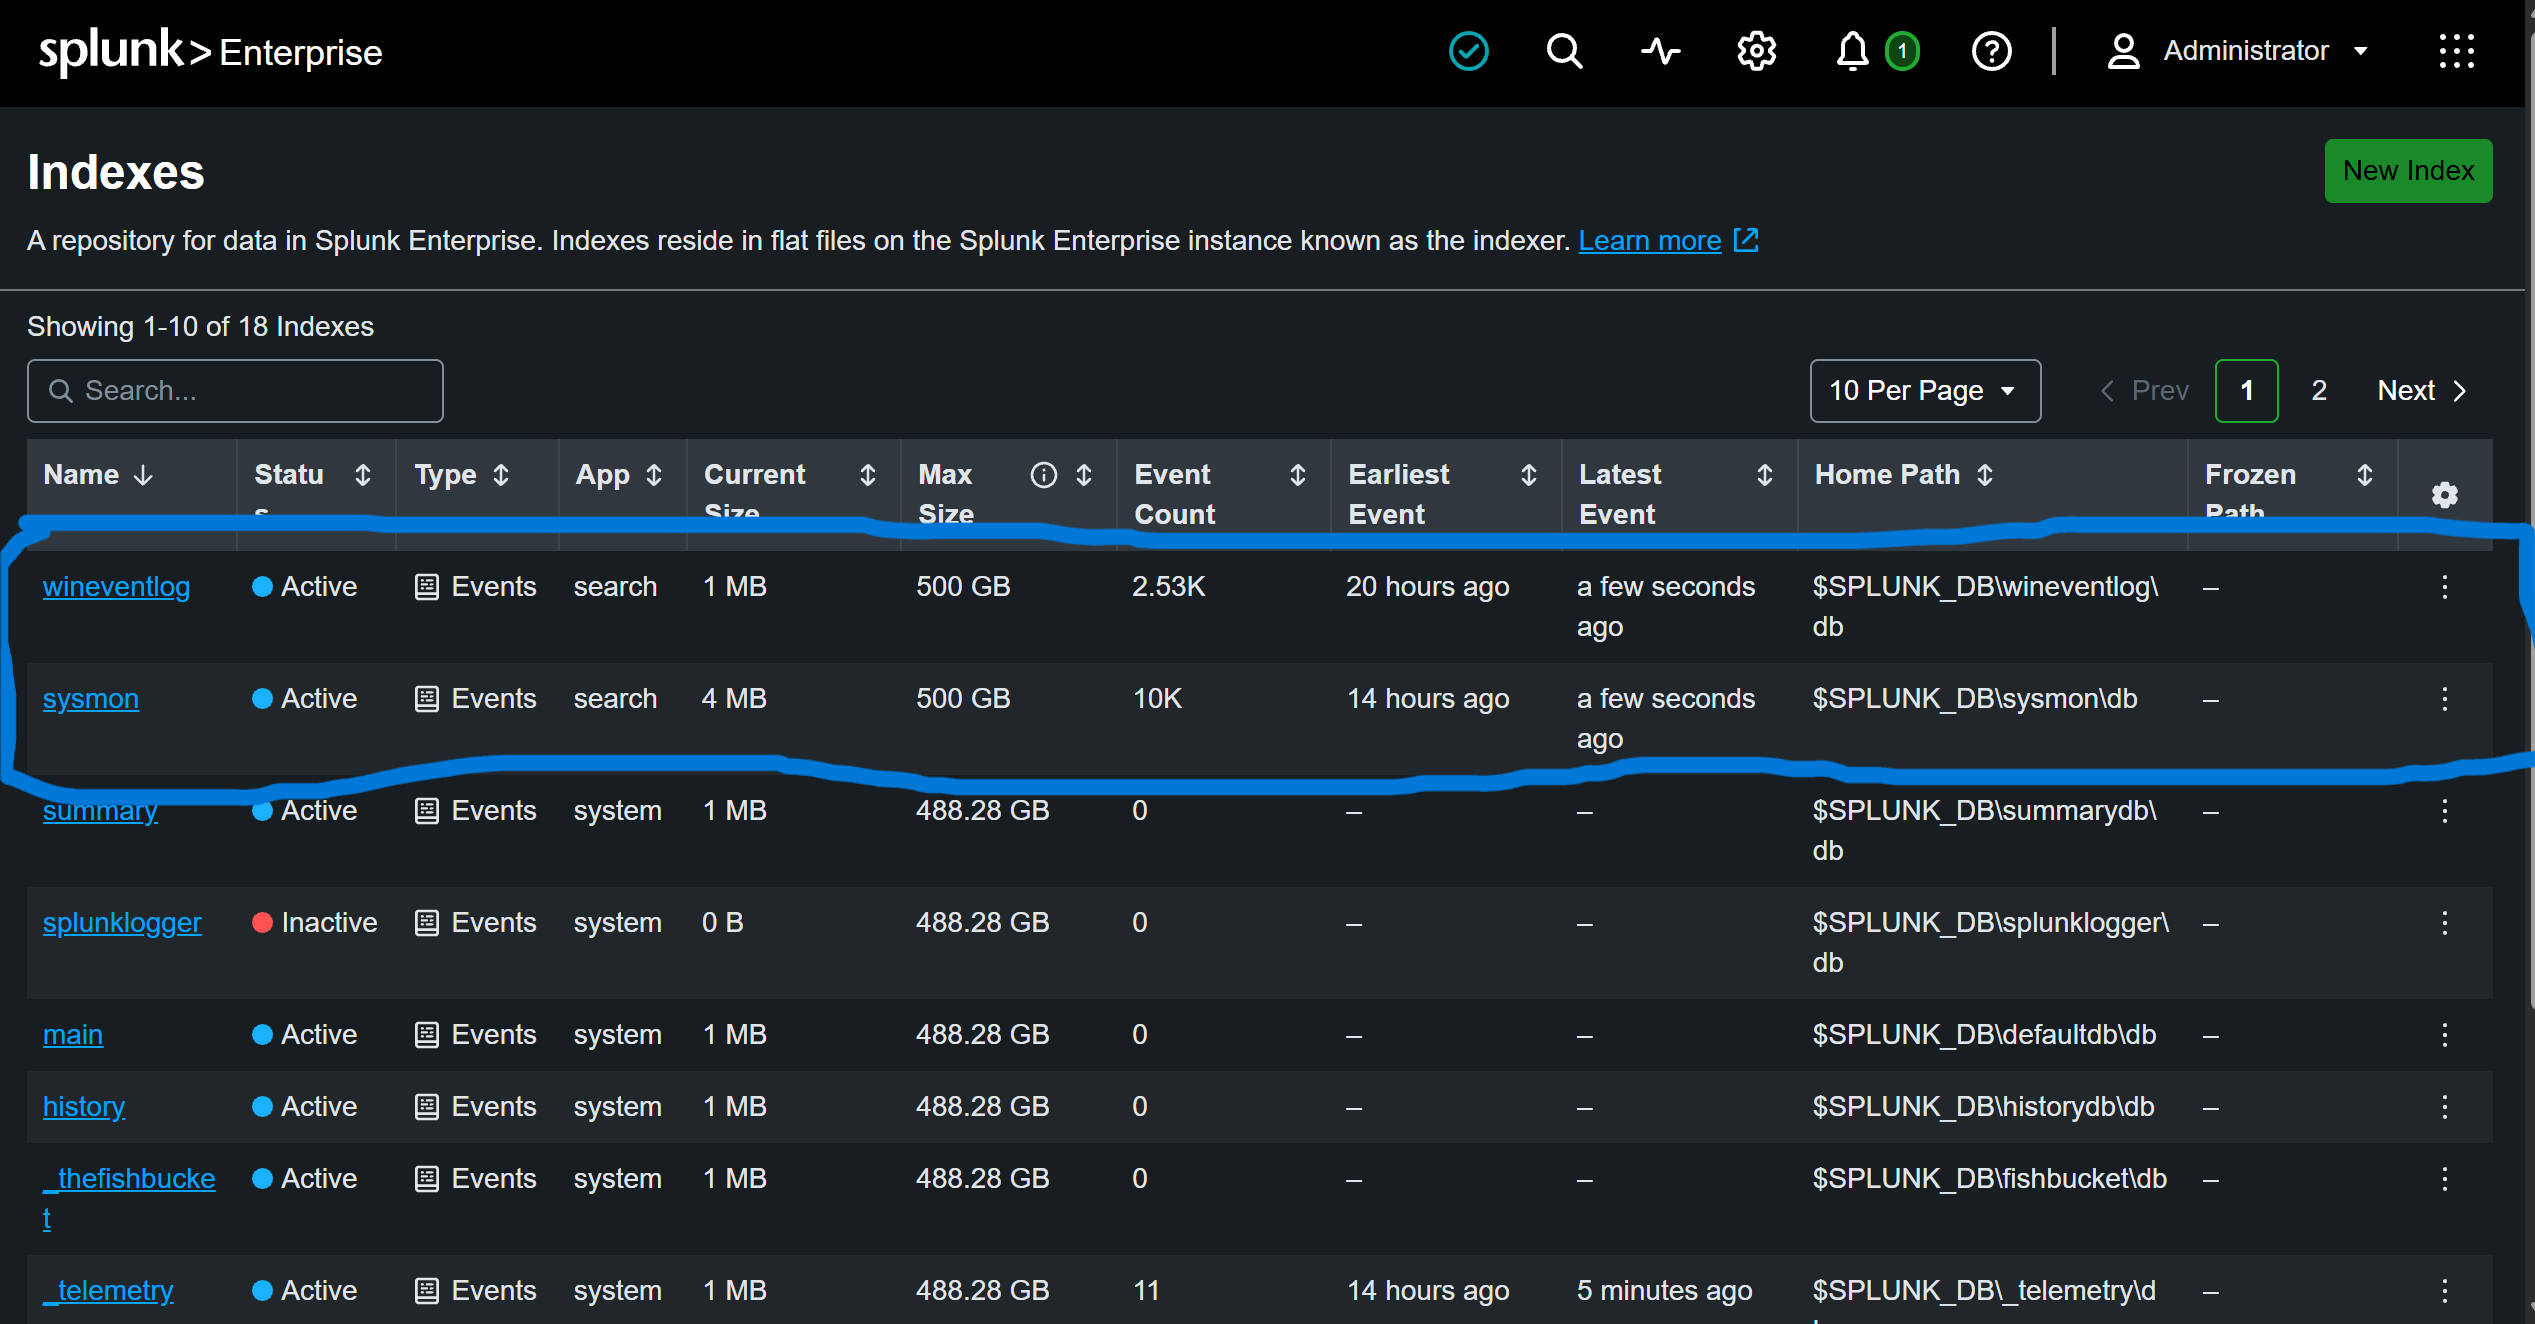 splunk>Enterprise
1
Administrator
Indexes
New Index
A repository for data in Splunk Enterprise. Indexes reside in flat files on the Splunk Enterprise instance known as the indexer. Learn more
Showing 1-10 of 18 Indexes
Search...
10 Per Page
Prev 1 2 Next
Name Status Type App Current Size Max Size Event Count Earliest Event Latest Event Home Path Frozen Path
wineventlog Active Events search 1 MB 500 GB 2.53K 20 hours ago a few seconds ago $SPLUNK_DB\wineventlog\db –
sysmon Active Events search 4 MB 500 GB 10K 14 hours ago a few seconds ago $SPLUNK_DB\sysmon\db –
summary Active Events system 1 MB 488.28 GB 0 – – $SPLUNK_DB\summarydb\db –
splunklogger Inactive Events system 0 B 488.28 GB 0 – – $SPLUNK_DB\splunklogger\db –
main Active Events system 1 MB 488.28 GB 0 – – $SPLUNK_DB\defaultdb\db –
history Active Events system 1 MB 488.28 GB 0 – – $SPLUNK_DB\historydb\db –
_thefishbucket Active Events system 1 MB 488.28 GB 0 – – $SPLUNK_DB\fishbucket\db –
_telemetry Active Events system 1 MB 488.28 GB 11 14 hours ago 5 minutes ago $SPLUNK_DB\_telemetry\d –